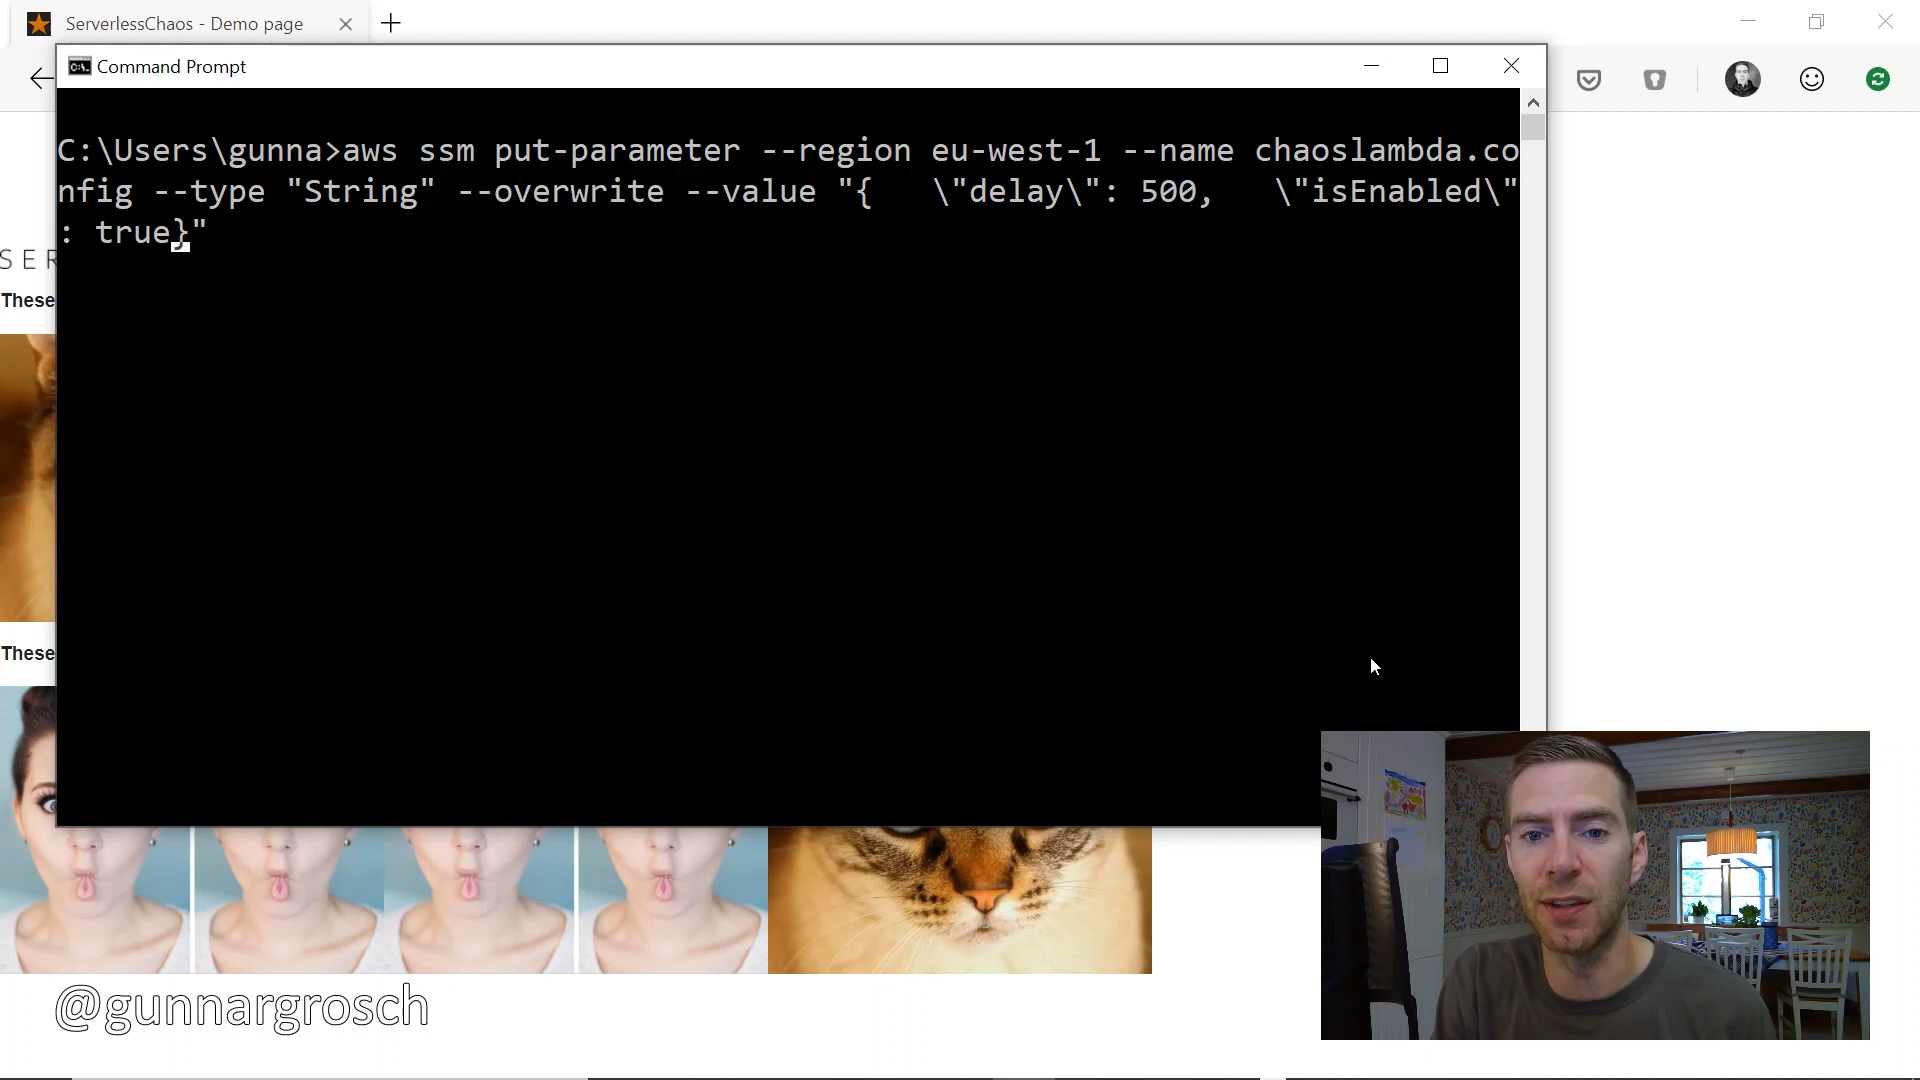 ServerlessChaos - Demo page
Command Prompt
C:\Users\gunna>aws ssm put-parameter --region eu-west-1 --name chaoslambda.co
nfig --type "String" --overwrite --value "{   \"delay\": 500,   \"isEnabled\"
: true}"
SER
These
These
@gunnargrosch